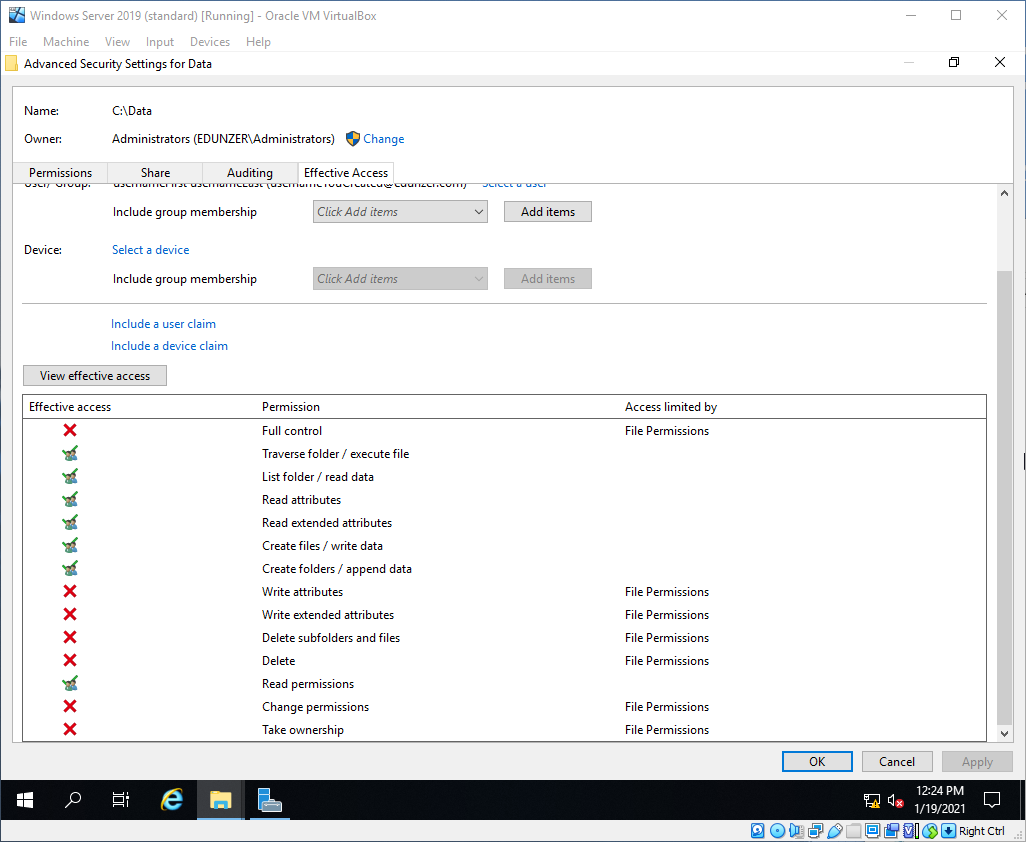 Windows Server 2019 (standard) [Running] - Oracle VM VirtualBox
File Machine View Input Devices Help
Advanced Security Settings for Data
Name: C:\Data
Owner: Administrators (EDUNZER\Administrators) Change
Permissions Share Auditing Effective Access
User/ Group: usernameFirst usernameLast (usernameYouCreated@edunzer.com) Select a user
Include group membership Click Add items Add items
Device: Select a device
Include group membership Click Add items Add items
Include a user claim
Include a device claim
View effective access
Effective access Permission Access limited by
Full control File Permissions
Traverse folder / execute file
List folder / read data
Read attributes
Read extended attributes
Create files / write data
Create folders / append data
Write attributes File Permissions
Write extended attributes File Permissions
Delete subfolders and files File Permissions
Delete File Permissions
Read permissions
Change permissions File Permissions
Take ownership File Permissions
OK Cancel Apply
12:24 PM
1/19/2021
Right Ctrl